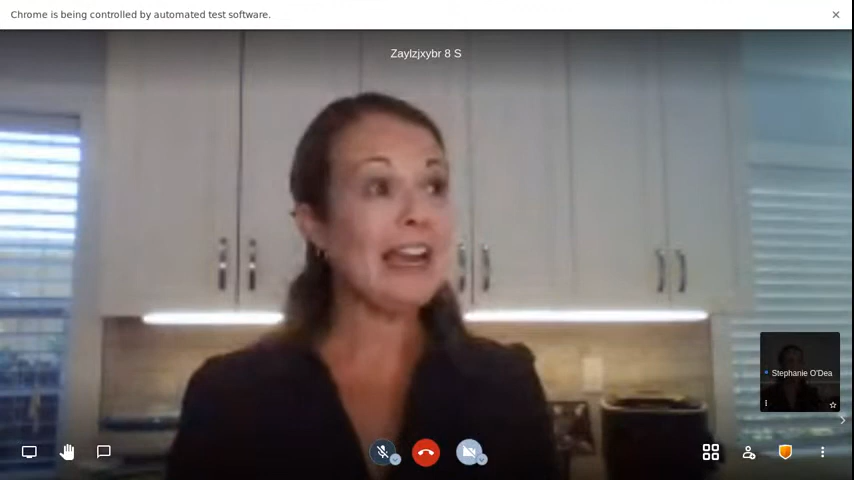 Chrome is being controlled by automated test software.
Zaylzjxybr 8 S
Stephanie O'Dea